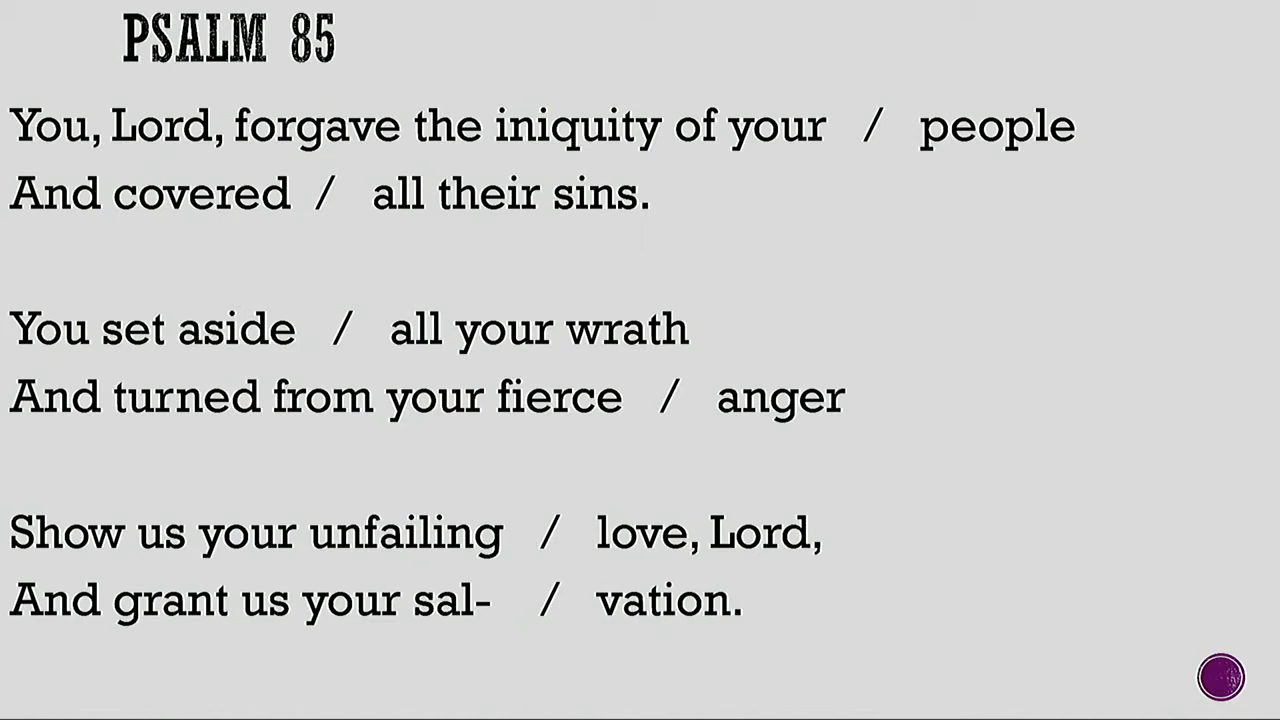 PSALM 85
You, Lord, forgave the iniquity of your / people
And covered / all their sins.
You set aside / all your wrath
And turned from your fierce / anger
Show us your unfailing / love, Lord,
And grant us your sal- / vation.